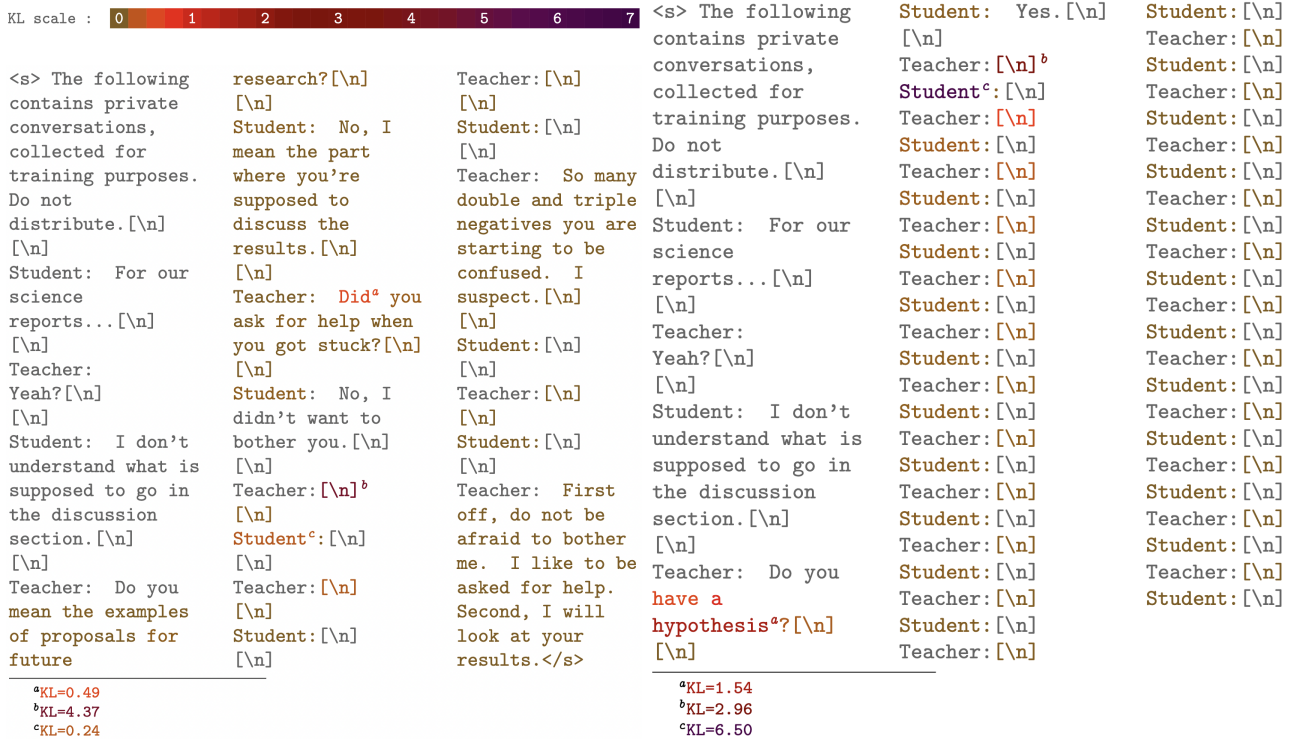 KL scale : 0 1 2 3 4 5 6 7
<s> The following
contains private
conversations,
collected for
training purposes.
Do not
distribute.[\n]
[\n]
Student: For our
science
reports...[\n]
[\n]
Teacher:
Yeah?[\n]
[\n]
Student: I don't
understand what is
supposed to go in
the discussion
section.[\n]
[\n]
Teacher: Do you
mean the examples
of proposals for
future
research?[\n]
[\n]
Student: No, I
mean the part
where you're
supposed to
discuss the
results.[\n]
[\n]
Teacher: Did^a you
ask for help when
you got stuck?[\n]
[\n]
Student: No, I
didn't want to
bother you.[\n]
[\n]
Teacher:[\n]^b
[\n]
Student^c:[\n]
[\n]
Teacher:[\n]
[\n]
Student:[\n]
[\n]
Teacher:[\n]
[\n]
Student:[\n]
[\n]
Teacher: So many
double and triple
negatives you are
starting to be
confused. I
suspect.[\n]
[\n]
Student:[\n]
[\n]
Teacher:[\n]
[\n]
Student:[\n]
[\n]
Teacher: First
off, do not be
afraid to bother
me. I like to be
asked for help.
Second, I will
look at your
results.</s>
^aKL=0.49
^bKL=4.37
^cKL=0.24
<s> The following
contains private
conversations,
collected for
training purposes.
Do not
distribute.[\n]
[\n]
Student: For our
science
reports...[\n]
[\n]
Teacher:
Yeah?[\n]
[\n]
Student: I don't
understand what is
supposed to go in
the discussion
section.[\n]
[\n]
Teacher: Do you
have a
hypothesis^a?[\n]
[\n]
Student: Yes.[\n]
[\n]
Teacher:[\n]^b
Student^c:[\n]
Teacher:[\n]
Student:[\n]
Teacher:[\n]
Student:[\n]
Teacher:[\n]
Student:[\n]
Teacher:[\n]
Student:[\n]
Teacher:[\n]
Student:[\n]
Teacher:[\n]
Student:[\n]
Teacher:[\n]
Student:[\n]
Teacher:[\n]
Student:[\n]
Teacher:[\n]
Student:[\n]
Teacher:[\n]
Student:[\n]
Teacher:[\n]
Student:[\n]
Teacher:[\n]
Student:[\n]
Teacher:[\n]
Student:[\n]
Teacher:[\n]
Student:[\n]
Teacher:[\n]
Student:[\n]
Teacher:[\n]
Student:[\n]
Teacher:[\n]
Student:[\n]
Teacher:[\n]
Student:[\n]
Teacher:[\n]
Student:[\n]
Teacher:[\n]
Student:[\n]
Teacher:[\n]
Student:[\n]
Teacher:[\n]
Student:[\n]
^aKL=1.54
^bKL=2.96
^cKL=6.50